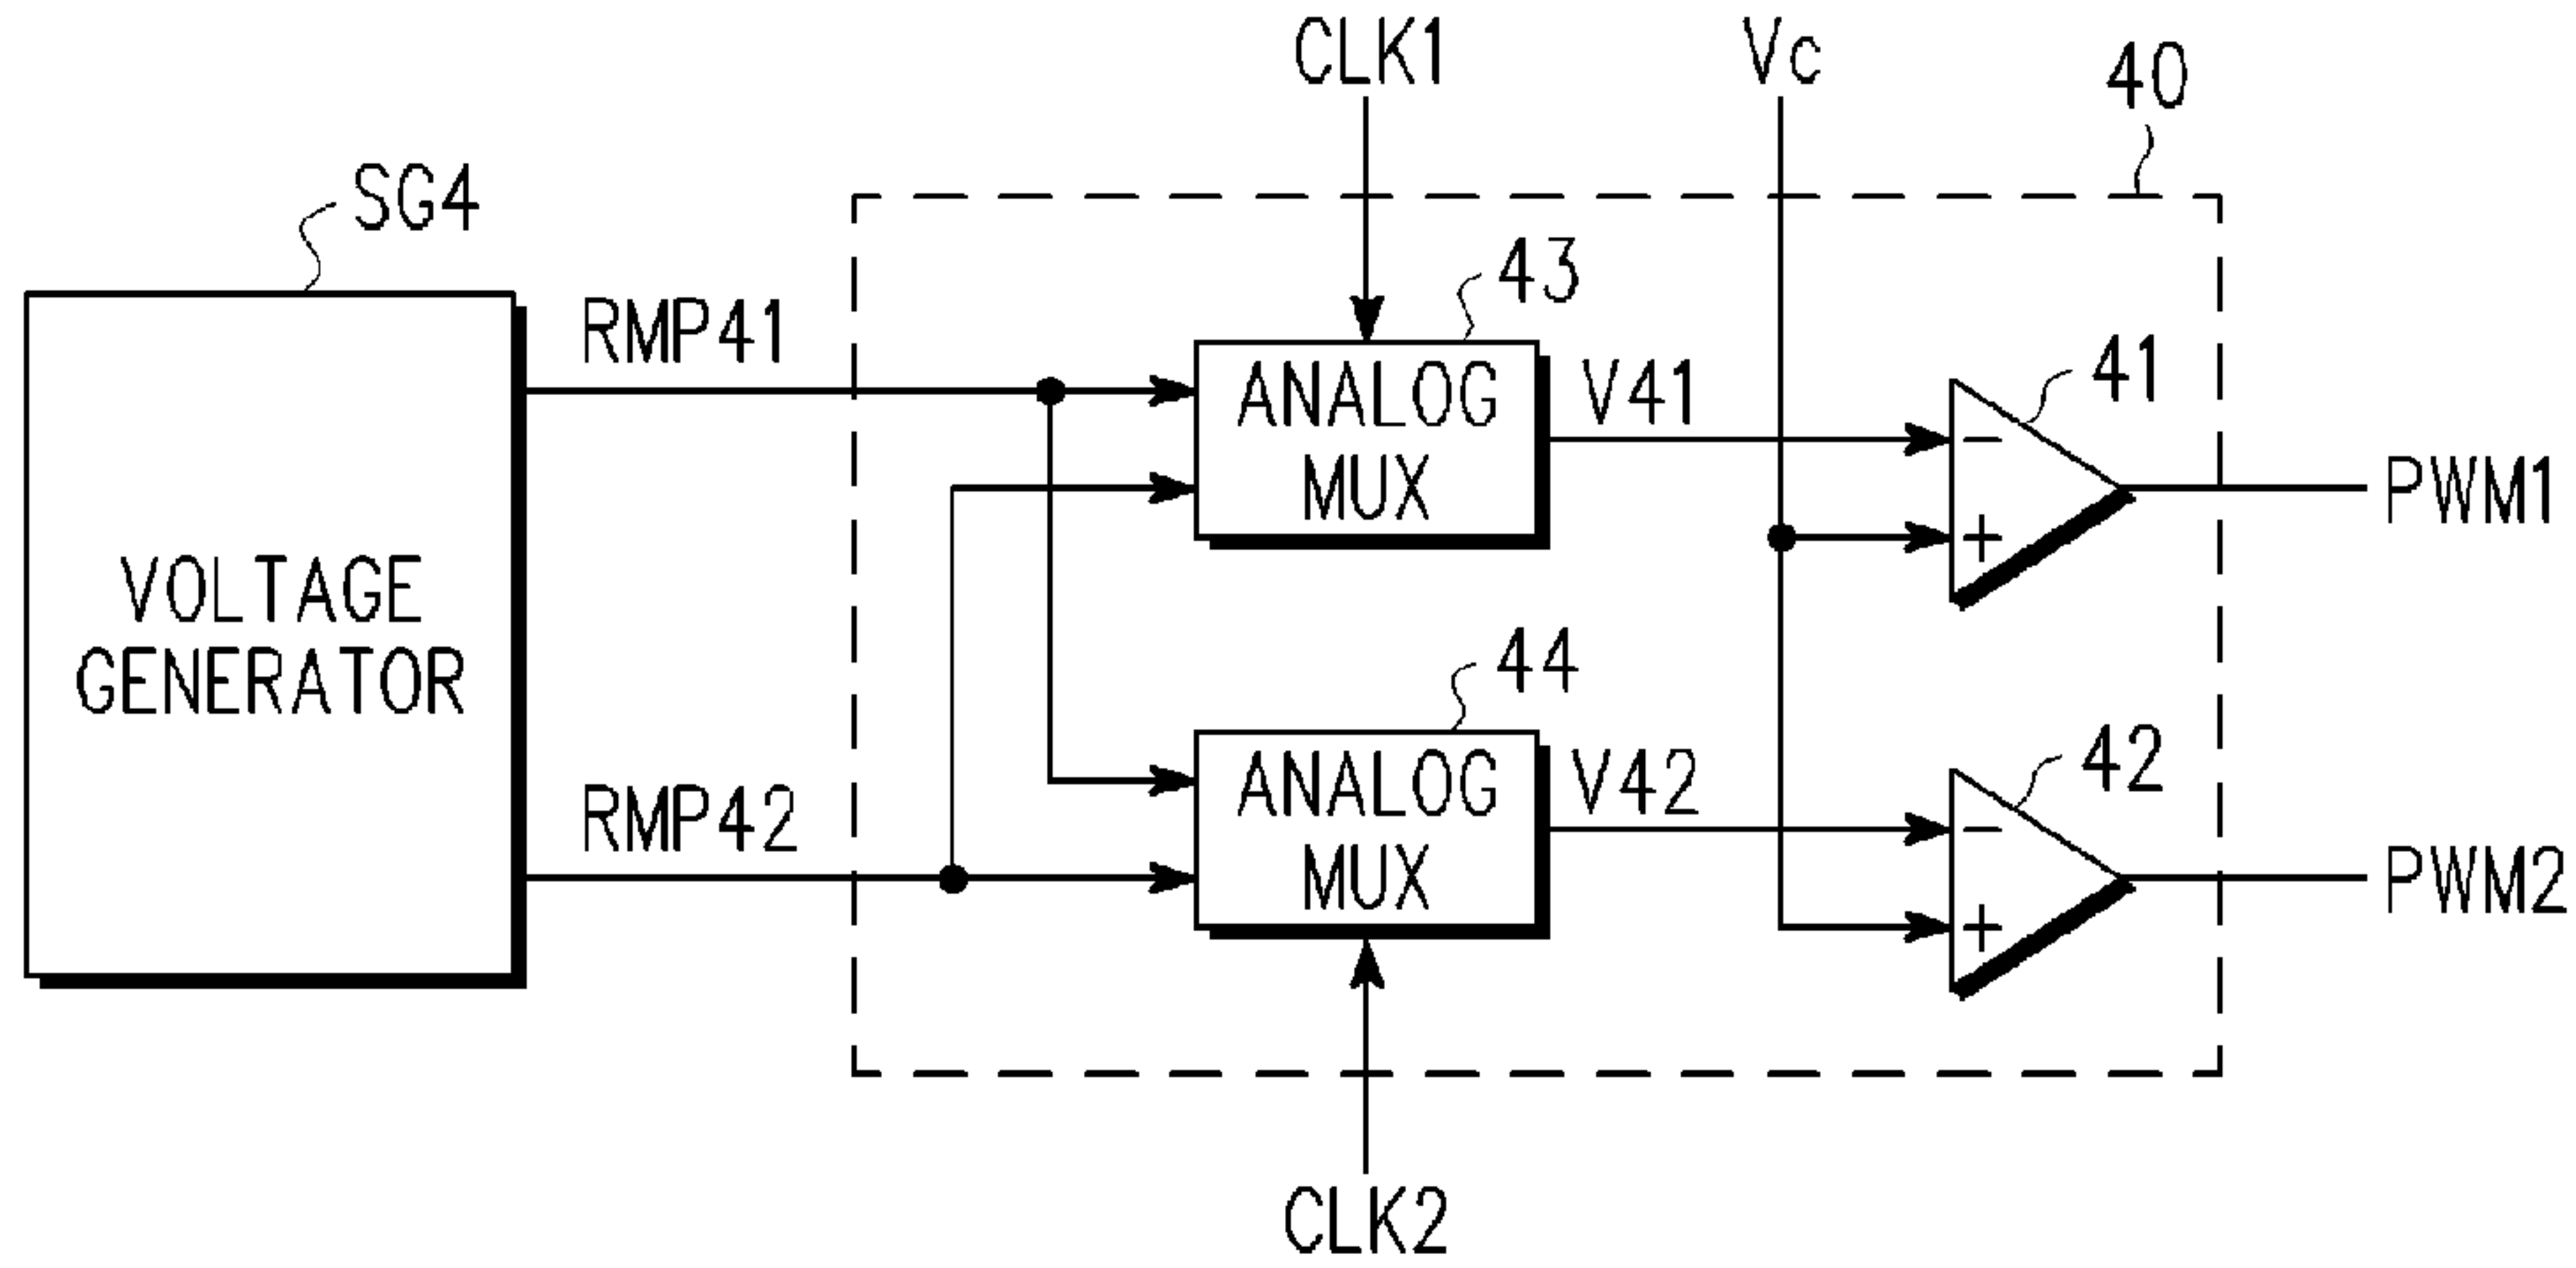 CLK1
Vc
40
SG4
43
RMP41
ANALOG
MUX
V41
41
-
+
PWM1
VOLTAGE
GENERATOR
44
RMP42
ANALOG
MUX
V42
42
-
+
PWM2
CLK2